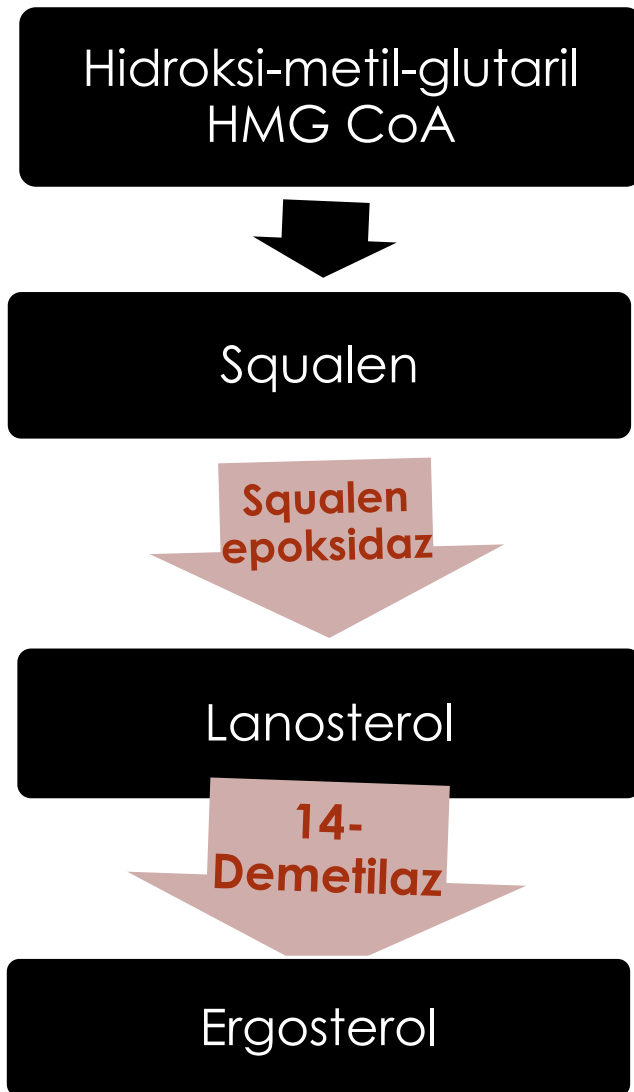 Hidroksi-metil-glutaril
HMG CoA
Squalen
Squalen
epoksidaz
Lanosterol
14-
Demetilaz
Ergosterol